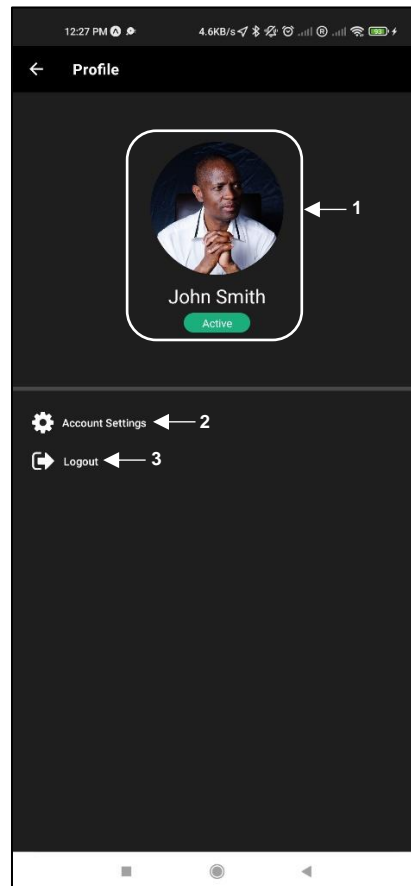 12:27 PM 4.6KB/s
Profile
1
John Smith
Active
Account Settings 2
Logout 3